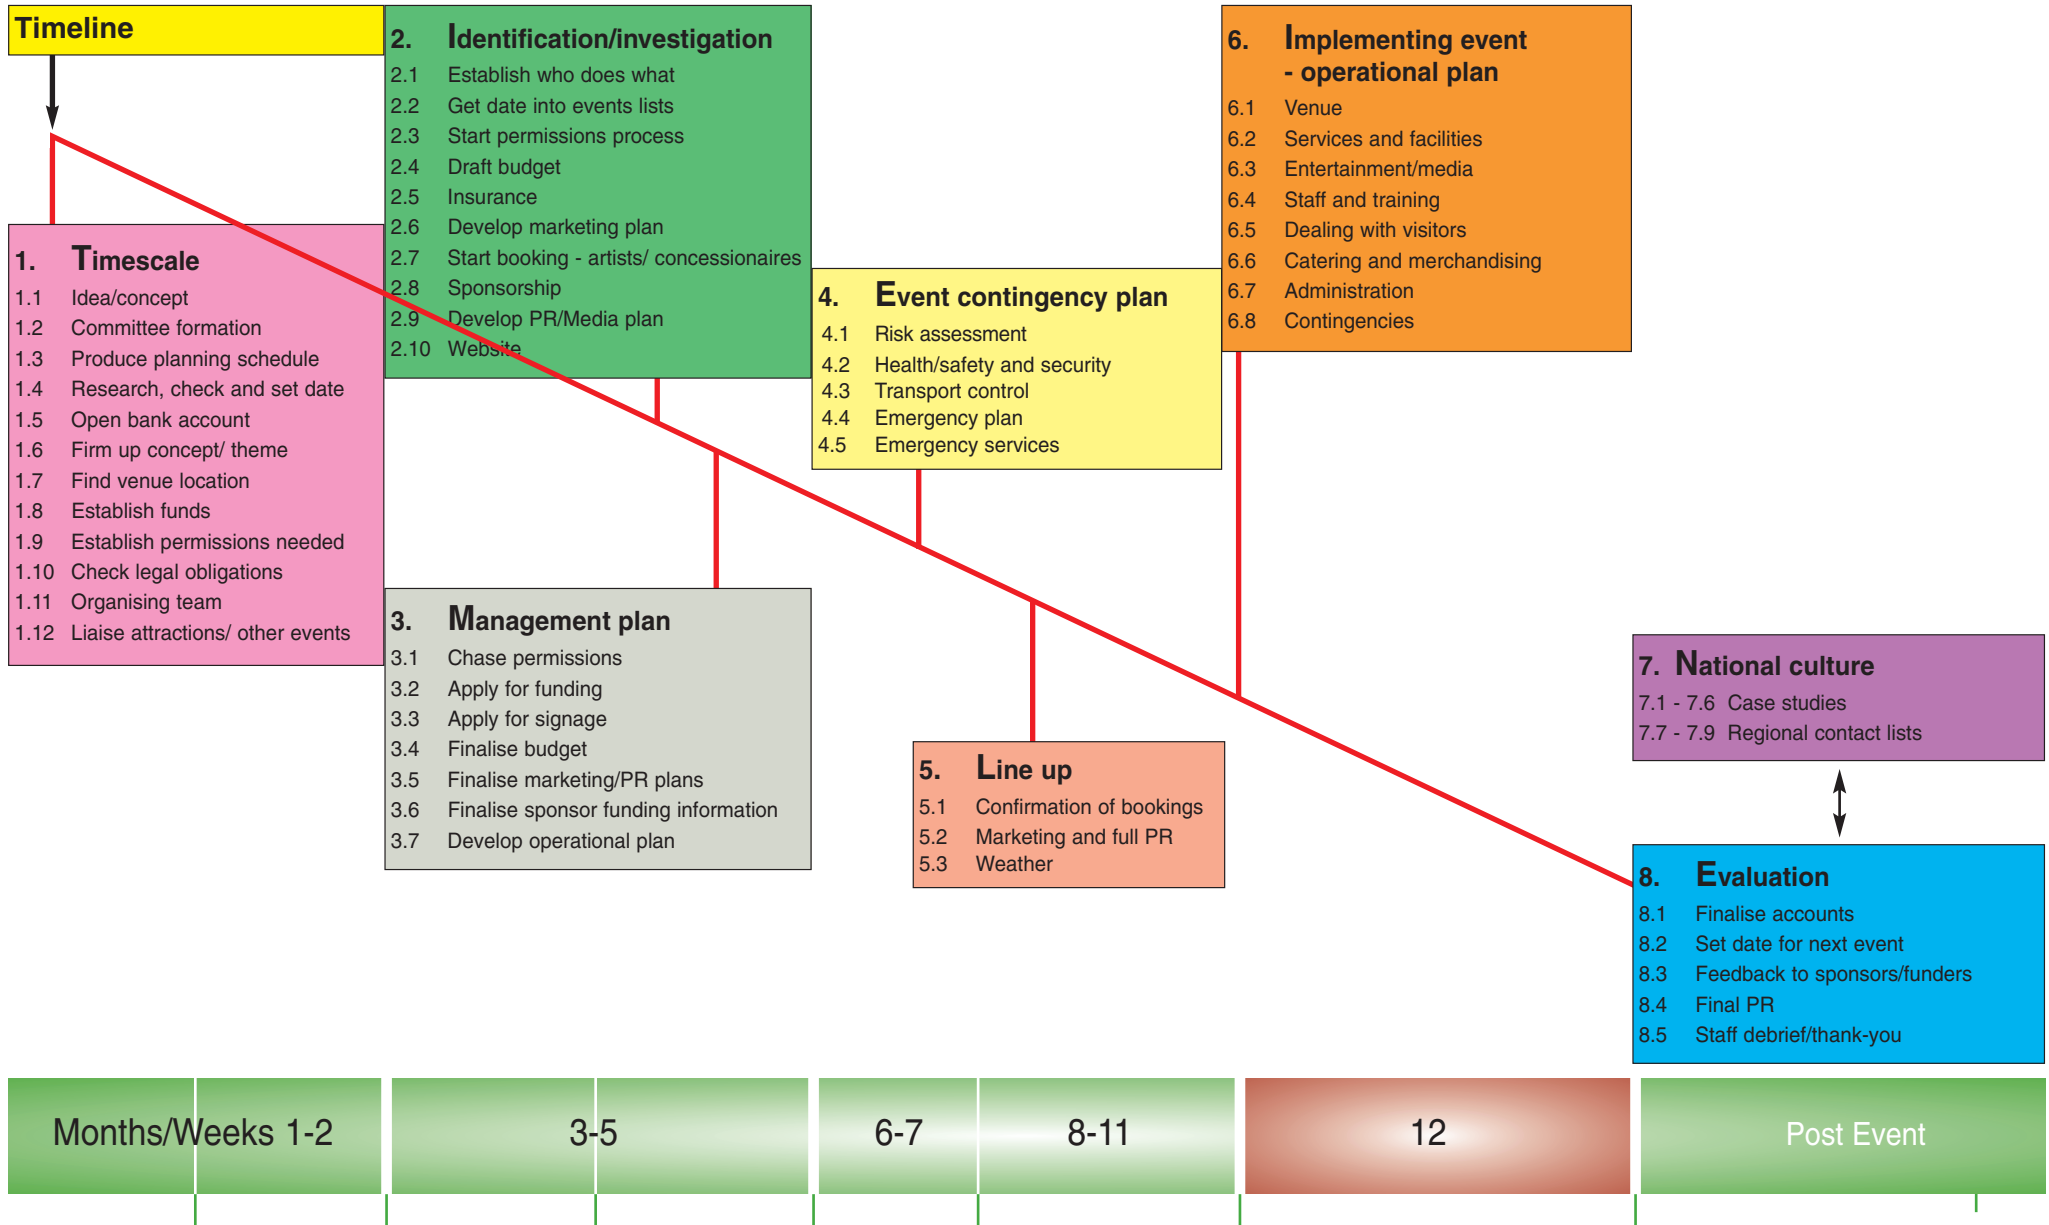 Timeline
1. Timescale
1.1 Idea/concept
1.2 Committee formation
1.3 Produce planning schedule
1.4 Research, check and set date
1.5 Open bank account
1.6 Firm up concept/ theme
1.7 Find venue location
1.8 Establish funds
1.9 Establish permissions needed
1.10 Check legal obligations
1.11 Organising team
1.12 Liaise attractions/ other events
2. Identification/investigation
2.1 Establish who does what
2.2 Get date into events lists
2.3 Start permissions process
2.4 Draft budget
2.5 Insurance
2.6 Develop marketing plan
2.7 Start booking - artists/ concessionaires
2.8 Sponsorship
2.9 Develop PR/Media plan
2.10 Website
3. Management plan
3.1 Chase permissions
3.2 Apply for funding
3.3 Apply for signage
3.4 Finalise budget
3.5 Finalise marketing/PR plans
3.6 Finalise sponsor funding information
3.7 Develop operational plan
4. Event contingency plan
4.1 Risk assessment
4.2 Health/safety and security
4.3 Transport control
4.4 Emergency plan
4.5 Emergency services
5. Line up
5.1 Confirmation of bookings
5.2 Marketing and full PR
5.3 Weather
6. Implementing event
- operational plan
6.1 Venue
6.2 Services and facilities
6.3 Entertainment/media
6.4 Staff and training
6.5 Dealing with visitors
6.6 Catering and merchandising
6.7 Administration
6.8 Contingencies
7. National culture
7.1 - 7.6 Case studies
7.7 - 7.9 Regional contact lists
8. Evaluation
8.1 Finalise accounts
8.2 Set date for next event
8.3 Feedback to sponsors/funders
8.4 Final PR
8.5 Staff debrief/thank-you
Months/Weeks 1-2
3-5
6-7
8-11
12
Post Event